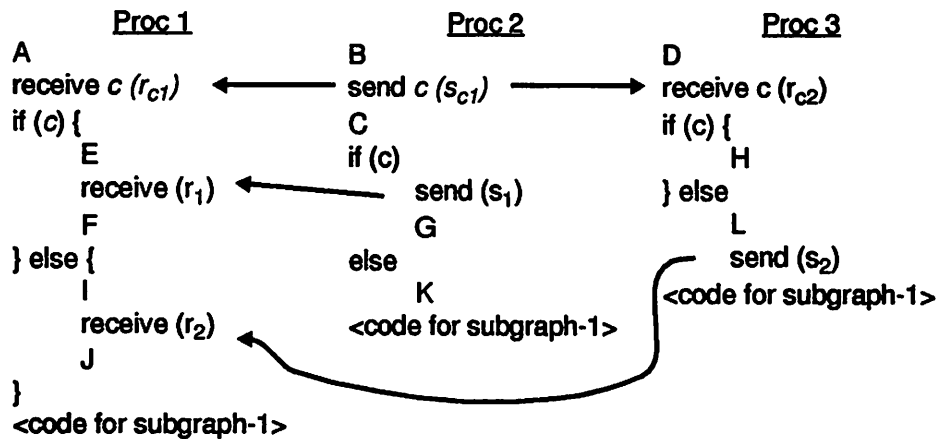 Proc 1
A
receive c (rc1)
if (c) {
E
receive (r1)
F
} else {
I
receive (r2)
J
}
<code for subgraph-1>
Proc 2
B
send c (sc1)
C
if (c)
send (s1)
G
else
K
<code for subgraph-1>
Proc 3
D
receive c (rc2)
if (c) {
H
} else
L
send (s2)
<code for subgraph-1>